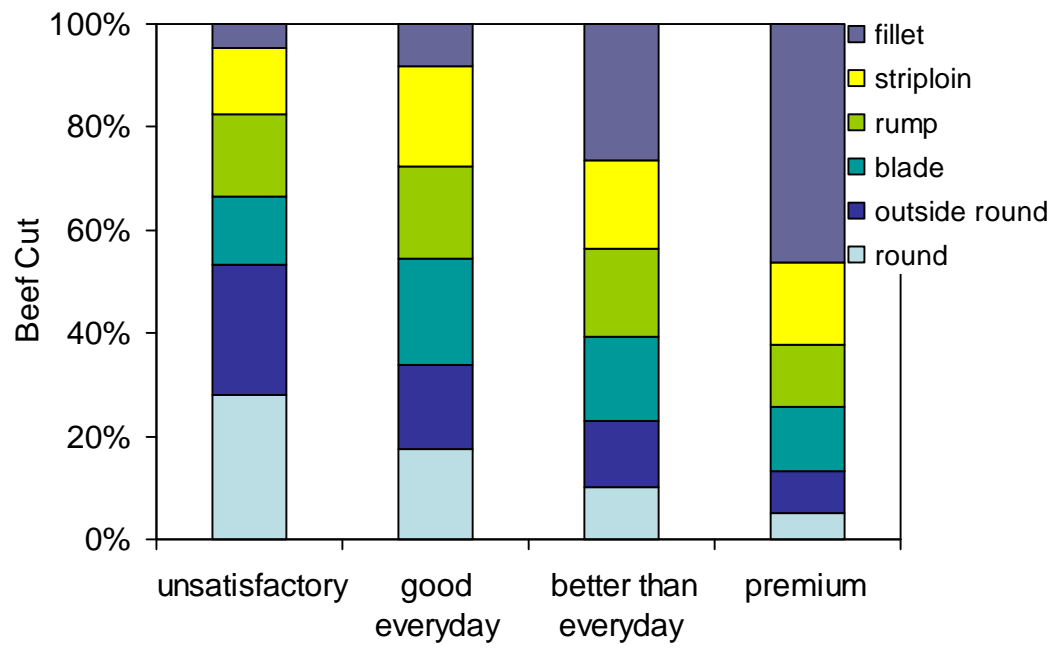 100%
80%
60%
40%
20%
0%
Beef Cut
unsatisfactory
good
everyday
better than
everyday
premium
fillet
striploin
rump
blade
outside round
round